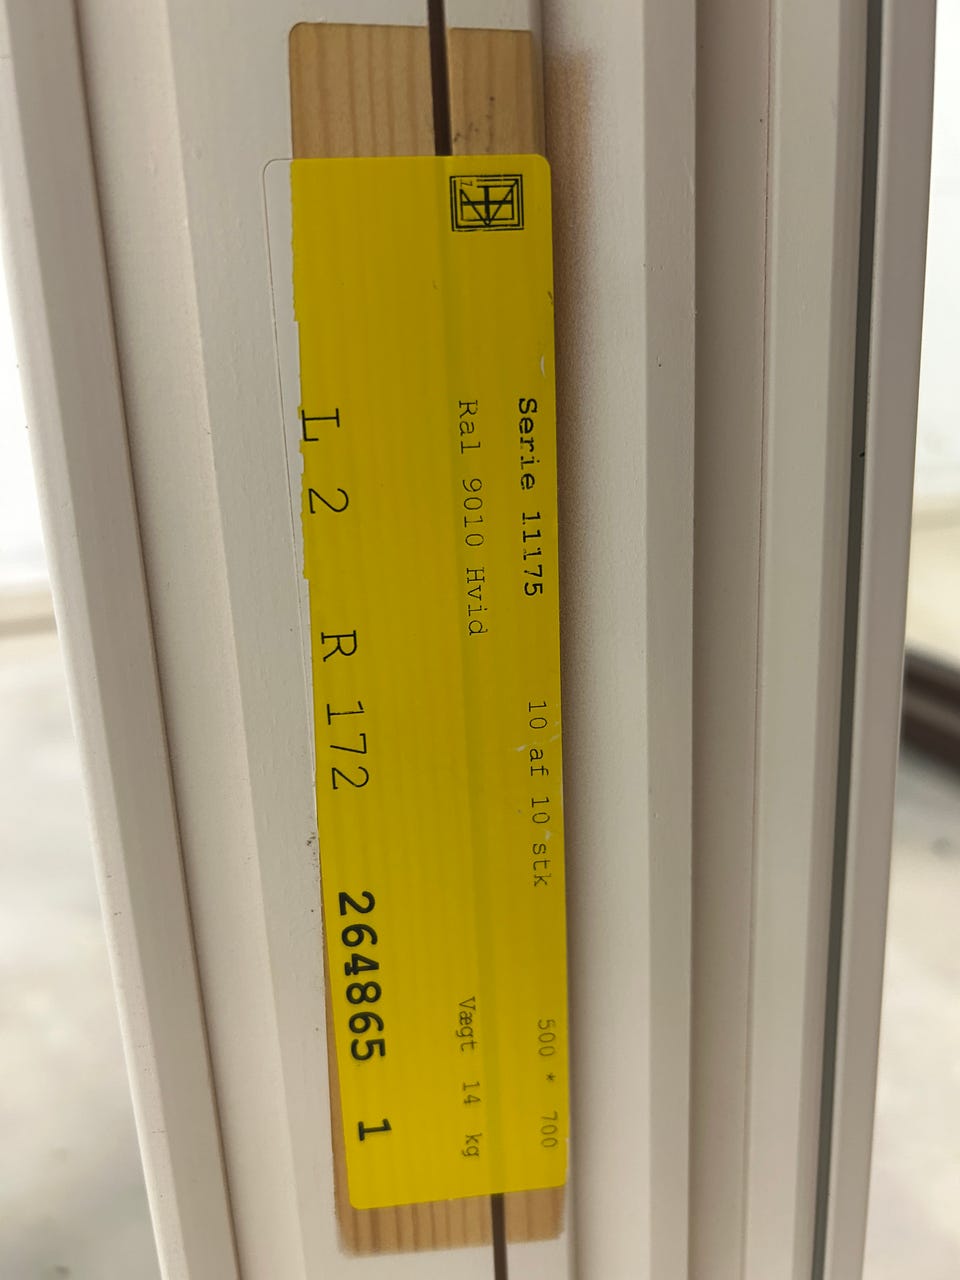 Serie 11175 10 af 10 stk 500 * 700
Ral 9010 Hvid Vægt 14 kg
L 2 R 172 264865 1